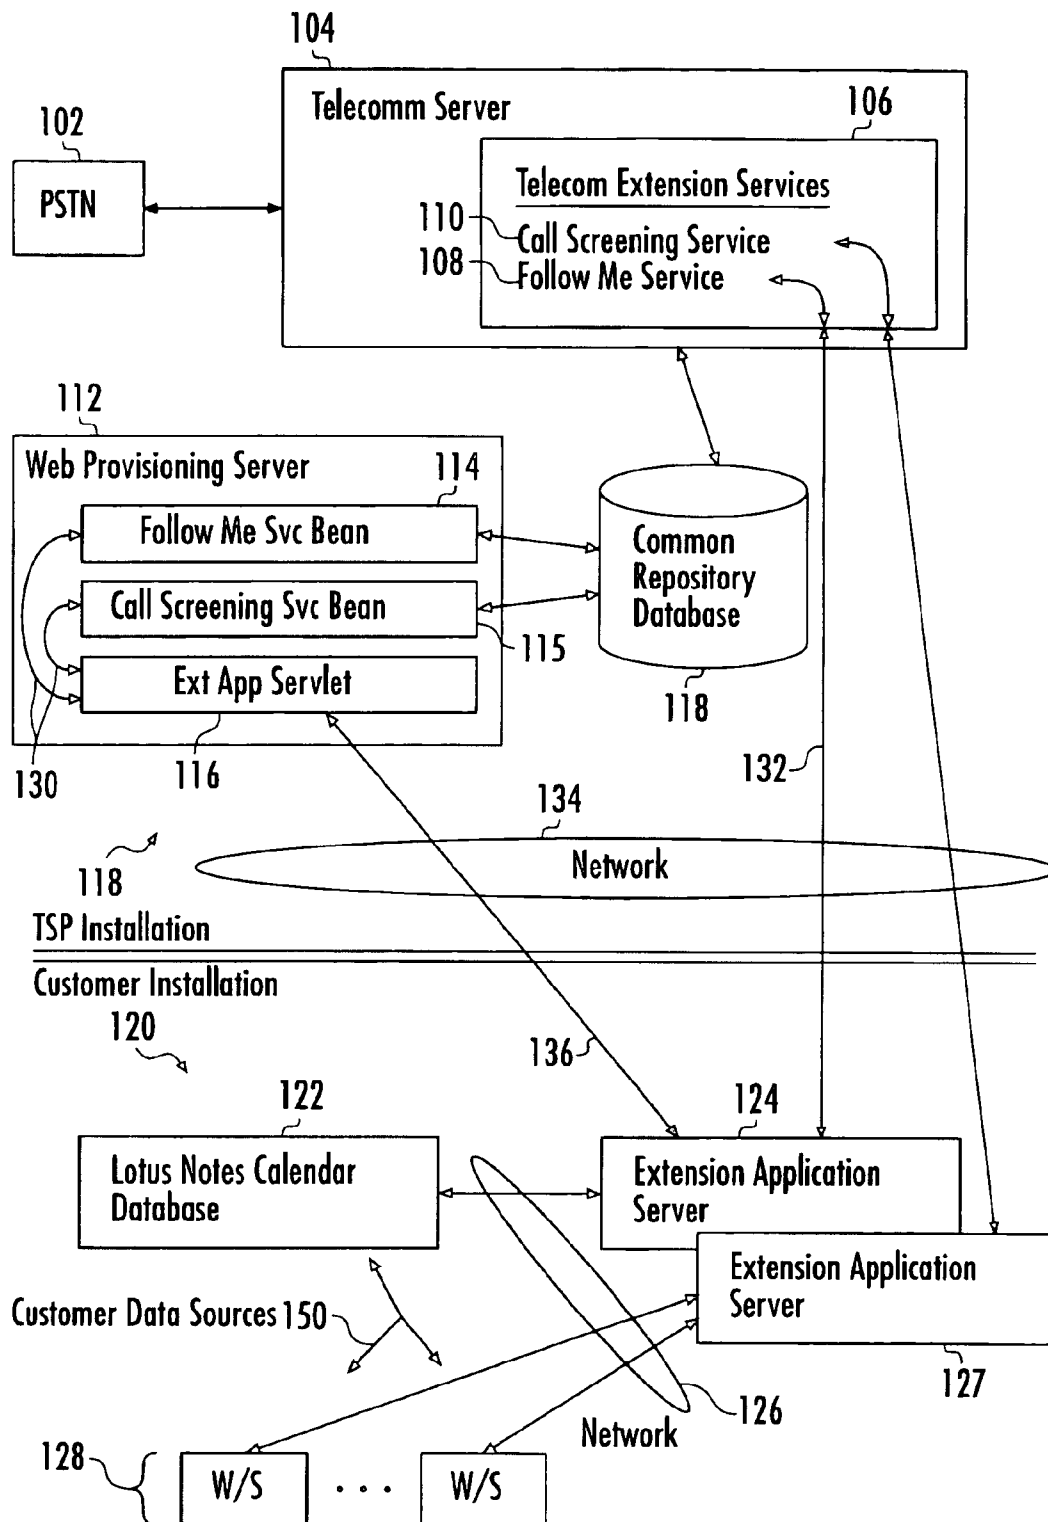 104
Telecomm Server
106
102
PSTN
Telecom Extension Services
110
Call Screening Service
108
Follow Me Service
112
Web Provisioning Server
114
Follow Me Svc Bean
Call Screening Svc Bean
115
Ext App Servlet
130
116
Common
Repository
Database
118
132
134
Network
118
TSP Installation
Customer Installation
120
136
122
Lotus Notes Calendar
Database
124
Extension Application
Server
Extension Application
Server
127
Customer Data Sources 150
126
Network
128
W/S
. . .
W/S